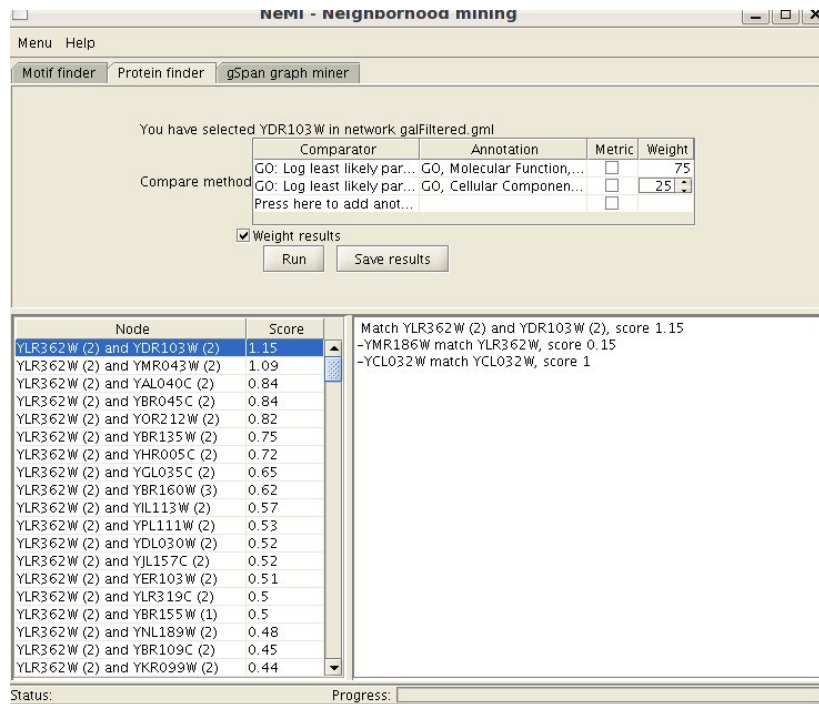 NeMi - Neighborhood mining
Menu Help
Motif finder Protein finder gSpan graph miner
You have selected YDR103W in network galFiltered.gml
Comparator Annotation Metric Weight
GO: Log least likely par... GO, Molecular Function,... 75
Compare method
GO: Log least likely par... GO, Cellular Componen... 25
Press here to add anot...
Weight results
Run Save results
Node Score
YLR362W (2) and YDR103W (2) 1.15
YLR362W (2) and YMR043W (2) 1.09
YLR362W (2) and YAL040C (2) 0.84
YLR362W (2) and YBR045C (2) 0.84
YLR362W (2) and YOR212W (2) 0.82
YLR362W (2) and YBR135W (2) 0.75
YLR362W (2) and YHR005C (2) 0.72
YLR362W (2) and YGL035C (2) 0.65
YLR362W (2) and YBR160W (3) 0.62
YLR362W (2) and YIL113W (2) 0.57
YLR362W (2) and YPL111W (2) 0.53
YLR362W (2) and YDL030W (2) 0.52
YLR362W (2) and YJL157C (2) 0.52
YLR362W (2) and YER103W (2) 0.51
YLR362W (2) and YLR319C (2) 0.5
YLR362W (2) and YBR155W (1) 0.5
YLR362W (2) and YNL189W (2) 0.48
YLR362W (2) and YBR109C (2) 0.45
YLR362W (2) and YKR099W (2) 0.44
Match YLR362W (2) and YDR103W (2), score 1.15
-YMR186W match YLR362W, score 0.15
-YCL032W match YCL032W, score 1
Status: Progress: